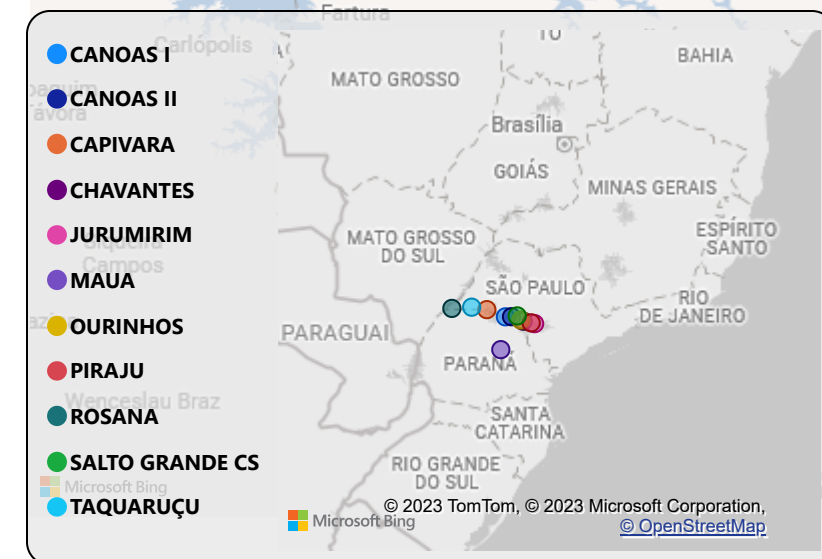 Fartura
Carlópolis
CANOAS I
CANOAS II
CAPIVARA
CHAVANTES
JURUMIRIM
Siqueira
Campos
MAUA
OURINHOS
PIRAJU
Wenceslau Braz
ROSANA
SALTO GRANDE CS
Microsoft Bing
TAQUARUÇU
TO
BAHIA
MATO GROSSO
Brasília
GOIÁS
MINAS GERAIS
ESPÍRITO
SANTO
MATO GROSSO
DO SUL
SÃO PAULO
RIO
DE JANEIRO
PARAGUAI
PARANÁ
SANTA
CATARINA
RIO GRANDE
DO SUL
Microsoft Bing
© 2023 TomTom, © 2023 Microsoft Corporation,
© OpenStreetMap